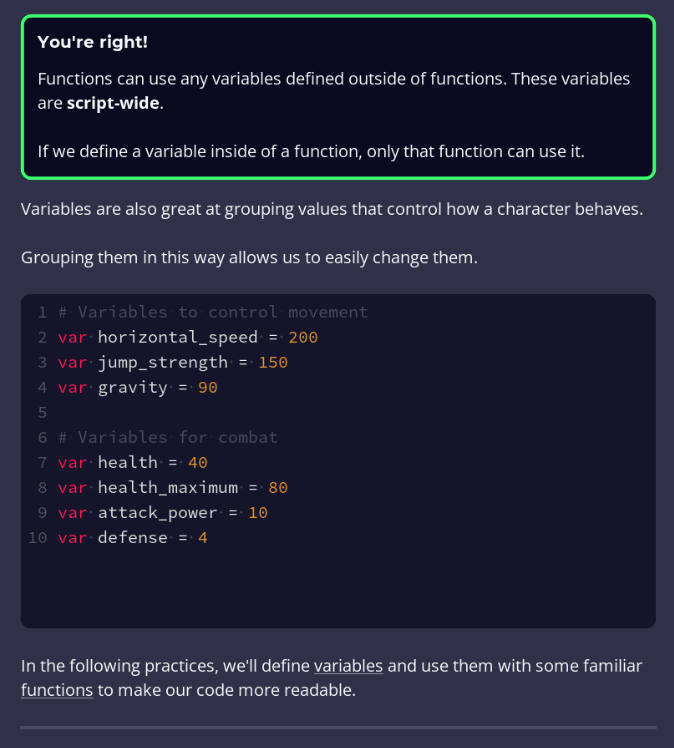 You're right!
Functions can use any variables defined outside of functions. These variables
are script-wide.
If we define a variable inside of a function, only that function can use it.
Variables are also great at grouping values that control how a character behaves.
Grouping them in this way allows us to easily change them.
1 # Variables to control movement
2 var horizontal_speed = 200
3 var jump_strength = 150
4 var gravity = 90
5
6 # Variables for combat
7 var health = 40
8 var health_maximum = 80
9 var attack_power = 10
10 var defense = 4
In the following practices, we'll define variables and use them with some familiar
functions to make our code more readable.